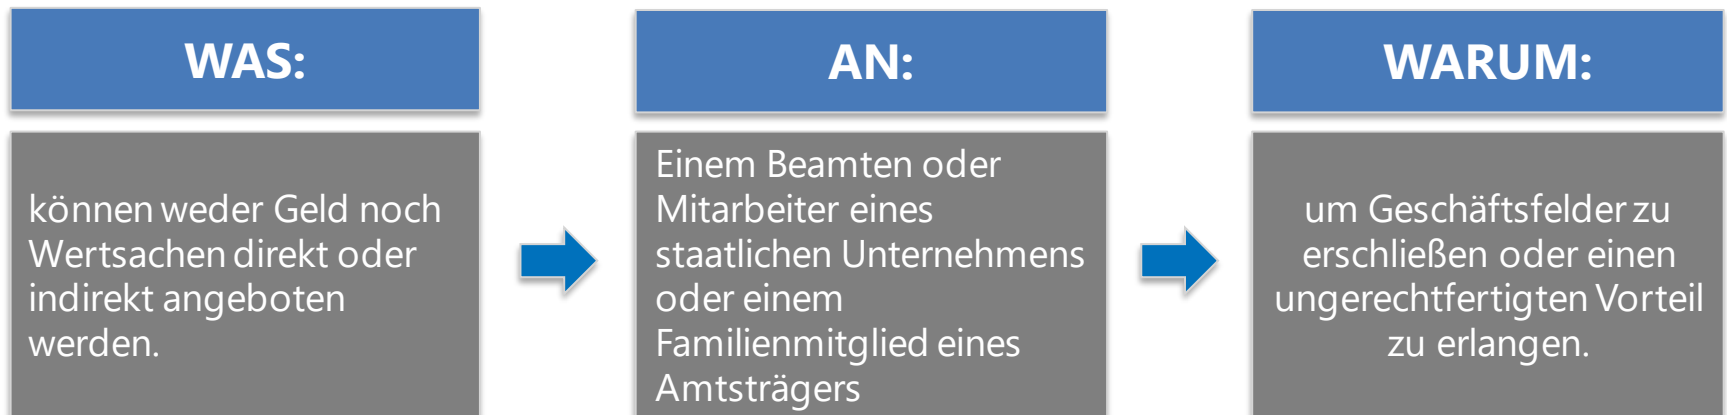 WAS:
können weder Geld noch
Wertsachen direkt oder
indirekt angeboten
werden.
AN:
Einem Beamten oder
Mitarbeiter eines
staatlichen Unternehmens
oder einem
Familienmitglied eines
Amtsträgers
WARUM:
um Geschäftsfelder zu
erschließen oder einen
ungerechtfertigten Vorteil
zu erlangen.